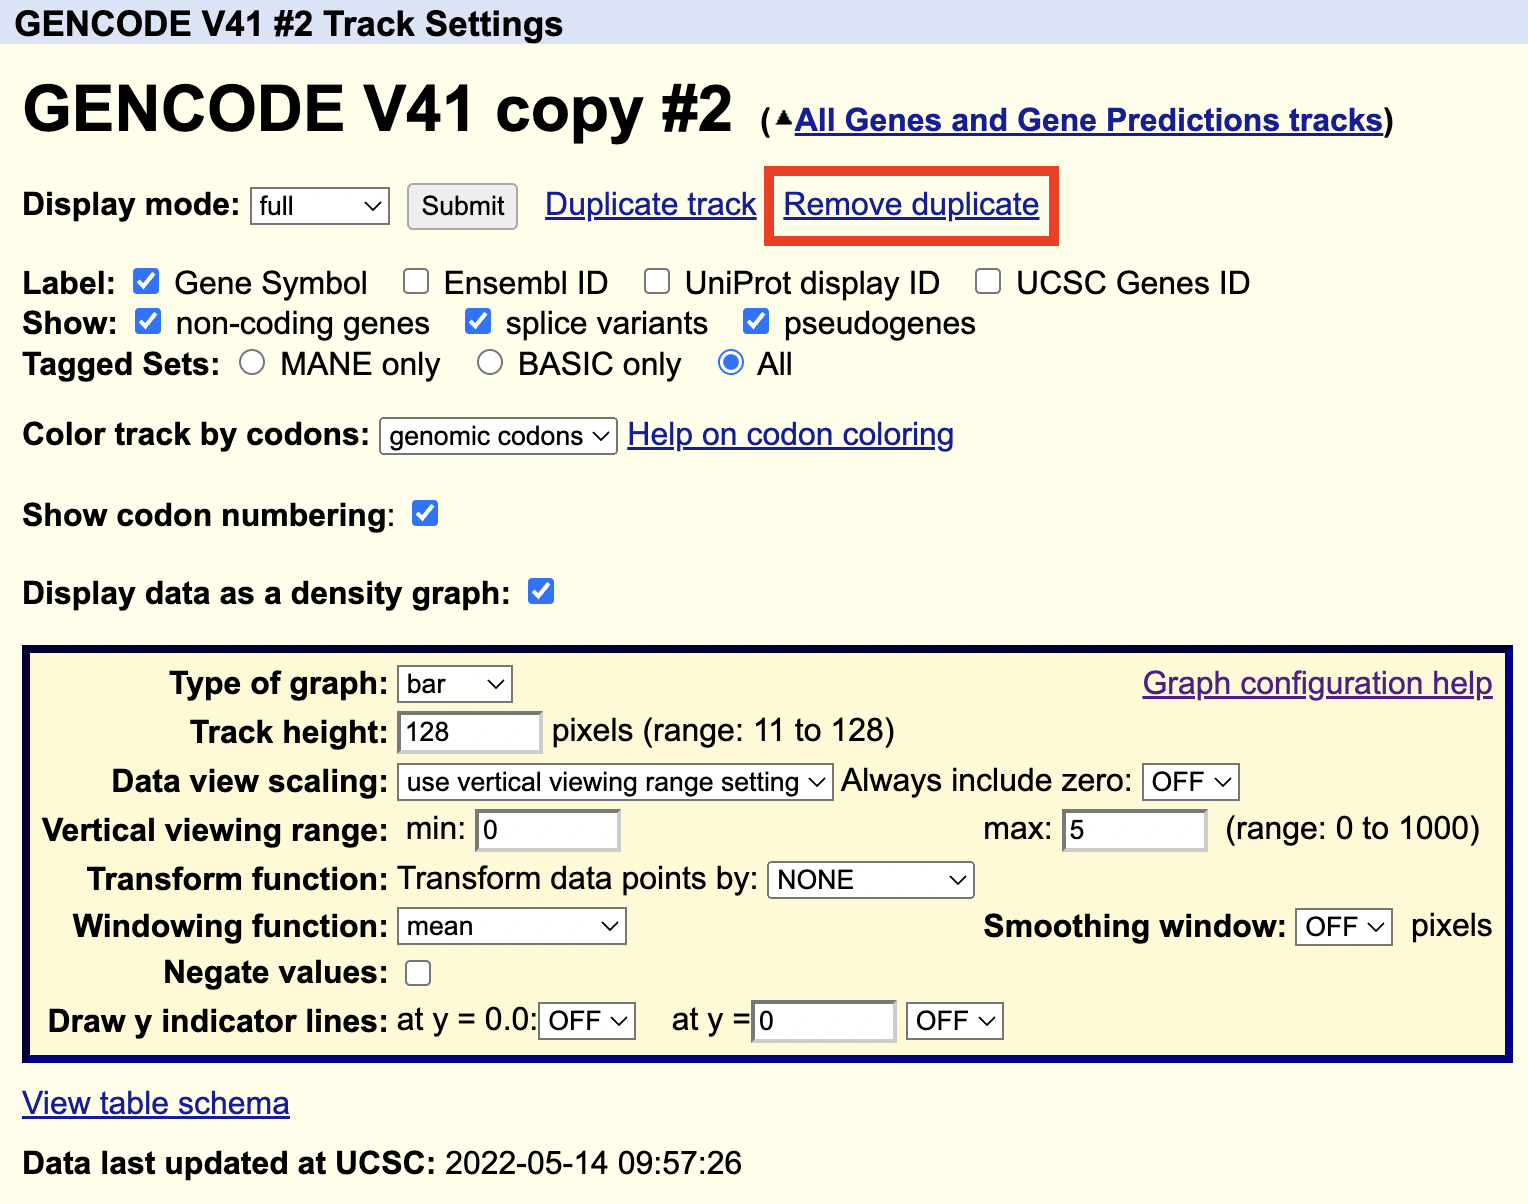 GENCODE V41 #2 Track Settings
GENCODE V41 copy #2 (▲All Genes and Gene Predictions tracks)
Display mode: full Submit Duplicate track Remove duplicate
Label: Gene Symbol Ensembl ID UniProt display ID UCSC Genes ID
Show: non-coding genes splice variants pseudogenes
Tagged Sets: MANE only BASIC only All
Color track by codons: genomic codons Help on codon coloring
Show codon numbering:
Display data as a density graph:
Type of graph: bar Graph configuration help
Track height: 128 pixels (range: 11 to 128)
Data view scaling: use vertical viewing range setting Always include zero: OFF
Vertical viewing range: min: 0 max: 5 (range: 0 to 1000)
Transform function: Transform data points by: NONE
Windowing function: mean Smoothing window: OFF pixels
Negate values:
Draw y indicator lines: at y = 0.0: OFF at y = 0 OFF
View table schema
Data last updated at UCSC: 2022-05-14 09:57:26